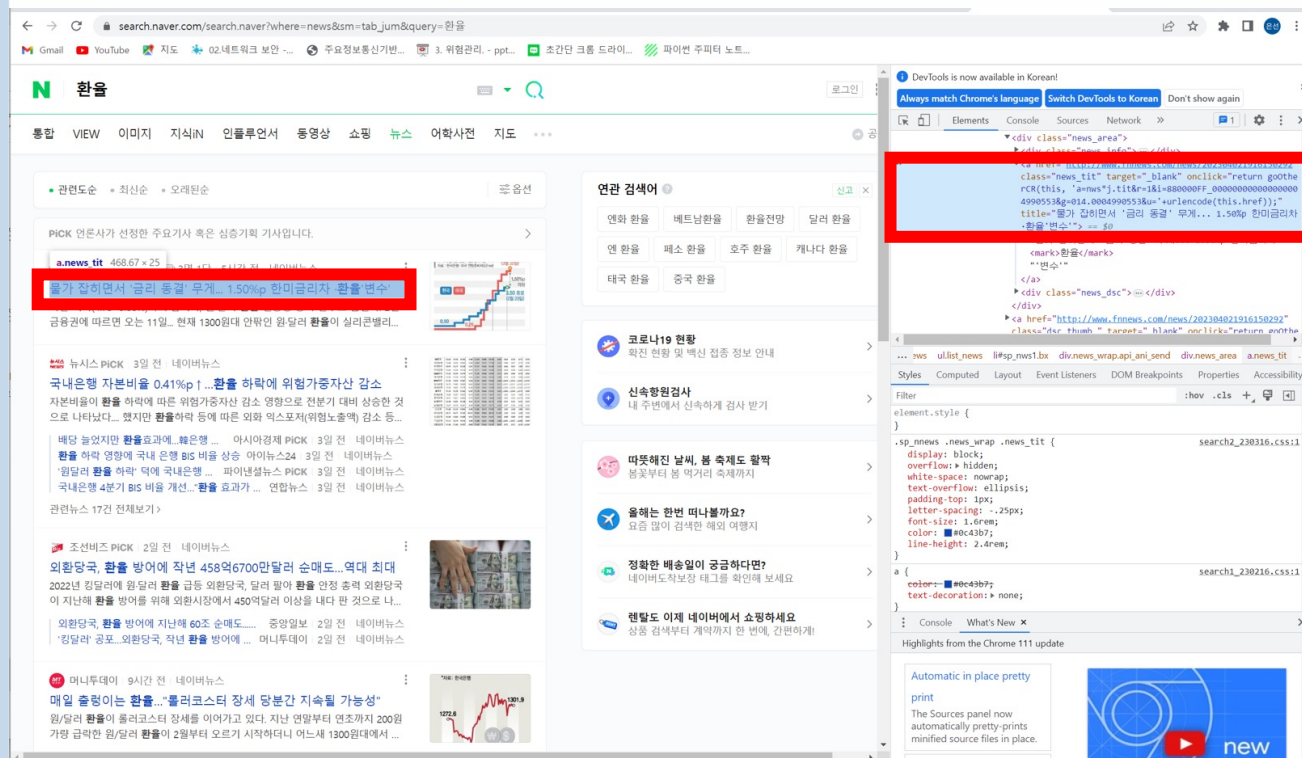 search.naver.com/search.naver?where=news&sm=tab_jum&query=환율
은선
Gmail YouTube 지도 02.네트워크 보안 -... 주요정보통신기반... 3. 위험관리. - ppt... 초간단 크롬 드라이... 파이썬 주피터 노트...
N 환율
로그인
통합 VIEW 이미지 지식iN 인플루언서 동영상 쇼핑 뉴스 어학사전 지도
관련도순 최신순 오래된순 옵션
PiCK 언론사가 선정한 주요기사 혹은 심층기획 기사입니다.
a.news_tit 468.67 × 25
물가 잡히면서 '금리 동결' 무게... 1.50%p 한미금리차·환율'변수'
금융권에 따르면 오는 11일... 현재 1300원대 안팎인 원·달러 환율이 실리콘밸리...
뉴시스 PiCK 3일 전 네이버뉴스
국내은행 자본비율 0.41%p↑...환율 하락에 위험가중자산 감소
자본비율이 환율 하락에 따른 위험가중자산 감소 영향으로 전분기 대비 상승한 것
으로 나타났다... 했지만 환율하락 등에 따른 외화 익스포저(위험노출액) 감소 등...
배당 늘었지만 환율효과에...韓은행 ... 아시아경제 PiCK 3일 전 네이버뉴스
환율 하락 영향에 국내 은행 BIS 비율 상승 아이뉴스24 3일 전 네이버뉴스
'원달러 환율 하락' 덕에 국내은행 ... 파이낸셜뉴스 PiCK 3일 전 네이버뉴스
국내은행 4분기 BIS 비율 개선..."환율 효과가 ... 연합뉴스 3일 전 네이버뉴스
관련뉴스 17건 전체보기 >
조선비즈 PiCK 2일 전 네이버뉴스
외환당국, 환율 방어에 작년 458억6700만달러 순매도...역대 최대
2022년 킹달러에 원·달러 환율 급등 외환당국, 달러 팔아 환율 안정 총력 외환당국
이 지난해 환율 방어를 위해 외환시장에서 450억달러 이상을 내다 판 것으로 나...
외환당국, 환율 방어에 지난해 60조 순매도...... 중앙일보 2일 전 네이버뉴스
'킹달러' 공포...외환당국, 작년 환율 방어에 ... 머니투데이 2일 전 네이버뉴스
머니투데이 9시간 전 네이버뉴스
매일 출렁이는 환율..."롤러코스터 장세 당분간 지속될 가능성"
원/달러 환율이 롤러코스터 장세를 이어가고 있다. 지난 연말부터 연초까지 200원
가량 급락한 원/달러 환율이 2월부터 오르기 시작하더니 어느새 1300원대에서 ...
1272.6
1301.9
연관 검색어
신고 ×
엔화 환율 베트남환율 환율전망 달러 환율
엔 환율 페소 환율 호주 환율 캐나다 환율
태국 환율 중국 환율
코로나19 현황
확진 현황 및 백신 접종 정보 안내
신속항원검사
내 주변에서 신속하게 검사 받기
따뜻해진 날씨, 봄 축제도 활짝
봄꽃부터 봄 먹거리 축제까지
올해는 한번 떠나볼까요?
요즘 많이 검색한 해외 여행지
정확한 배송일이 궁금하다면?
네이버도착보장 태그를 확인해 보세요
렌탈도 이제 네이버에서 쇼핑하세요
상품 검색부터 계약까지 한 번에, 간편하게!
DevTools is now available in Korean!
Always match Chrome's language Switch DevTools to Korean Don't show again
Elements Console Sources Network » 1
<div class="news_area">
<div class="news_info">…</div>
<a href="http://www.fnnews.com/news/202304021916150292"
class="news_tit" target="_blank" onclick="return goOthe
rCR(this, 'a=nws*j.tit&r=1&i=880000FF_0000000000000000
4990553&g=014.0004990553&u='+urlencode(this.href));"
title="물가 잡히면서 '금리 동결' 무게... 1.50%p 한미금리차
·환율'변수'"> == $0
<mark>환율</mark>
"'변수'"
</a>
<div class="news_dsc">…</div>
</div>
<a href="http://www.fnnews.com/news/202304021916150292"
class="dsc_thumb " target="_blank" onclick="return goOthe
... ews ul.list_news li#sp_nws1.bx div.news_wrap.api_ani_send div.news_area a.news_tit
Styles Computed Layout Event Listeners DOM Breakpoints Properties Accessibility
Filter :hov .cls +
element.style {
}
.sp_nnews .news_wrap .news_tit { search2_230316.css:1
display: block;
overflow: hidden;
white-space: nowrap;
text-overflow: ellipsis;
padding-top: 1px;
letter-spacing: -.25px;
font-size: 1.6rem;
color: #0c43b7;
line-height: 2.4rem;
}
a { search1_230216.css:1
color: #0c43b7;
text-decoration: none;
}
Console What's New ×
Highlights from the Chrome 111 update
Automatic in place pretty
print
The Sources panel now
automatically pretty-prints
minified source files in place.
new